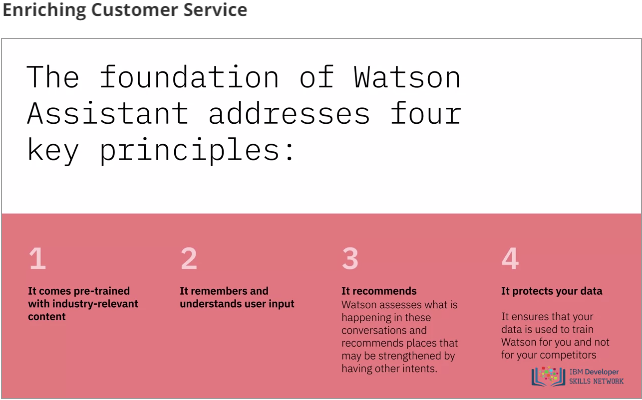 Enriching Customer Service
The foundation of Watson
Assistant addresses four
key principles:
1
It comes pre-trained
with industry-relevant
content
2
It remembers and
understands user input
3
It recommends
Watson assesses what is
happening in these
conversations and
recommends places that
may be strengthened by
having other intents.
4
It protects your data
It ensures that your
data is used to train
Watson for you and not
for your competitors
IBM Developer
SKILLS NETWORK